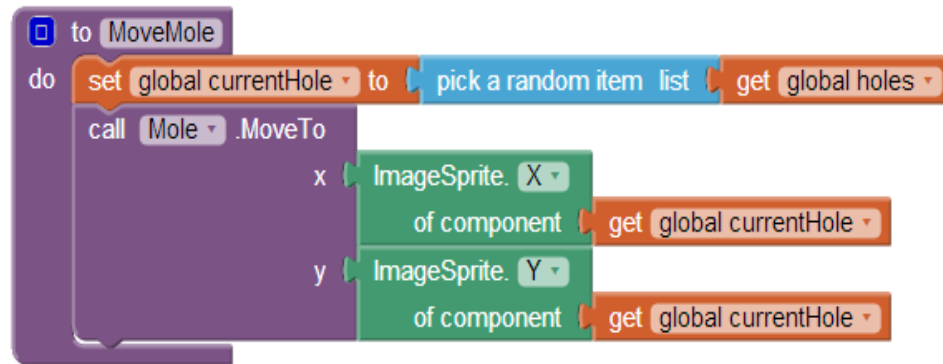 to MoveMole
do set global currentHole to pick a random item list get global holes
call Mole .MoveTo
x ImageSprite. X
of component get global currentHole
y ImageSprite. Y
of component get global currentHole